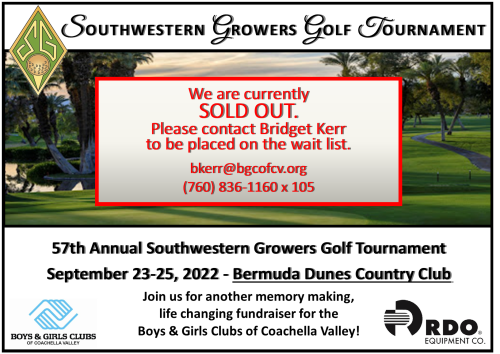 SOUTHWESTERN GROWERS GOLF TOURNAMENT
We are currently
SOLD OUT.
Please contact Bridget Kerr
to be placed on the wait list.
bkerr@bgcofcv.org
(760) 836-1160 x 105
57th Annual Southwestern Growers Golf Tournament
September 23-25, 2022 - Bermuda Dunes Country Club
Join us for another memory making,
life changing fundraiser for the
Boys & Girls Clubs of Coachella Valley!
BOYS & GIRLS CLUBS
OF COACHELLA VALLEY
RDO®
EQUIPMENT CO.